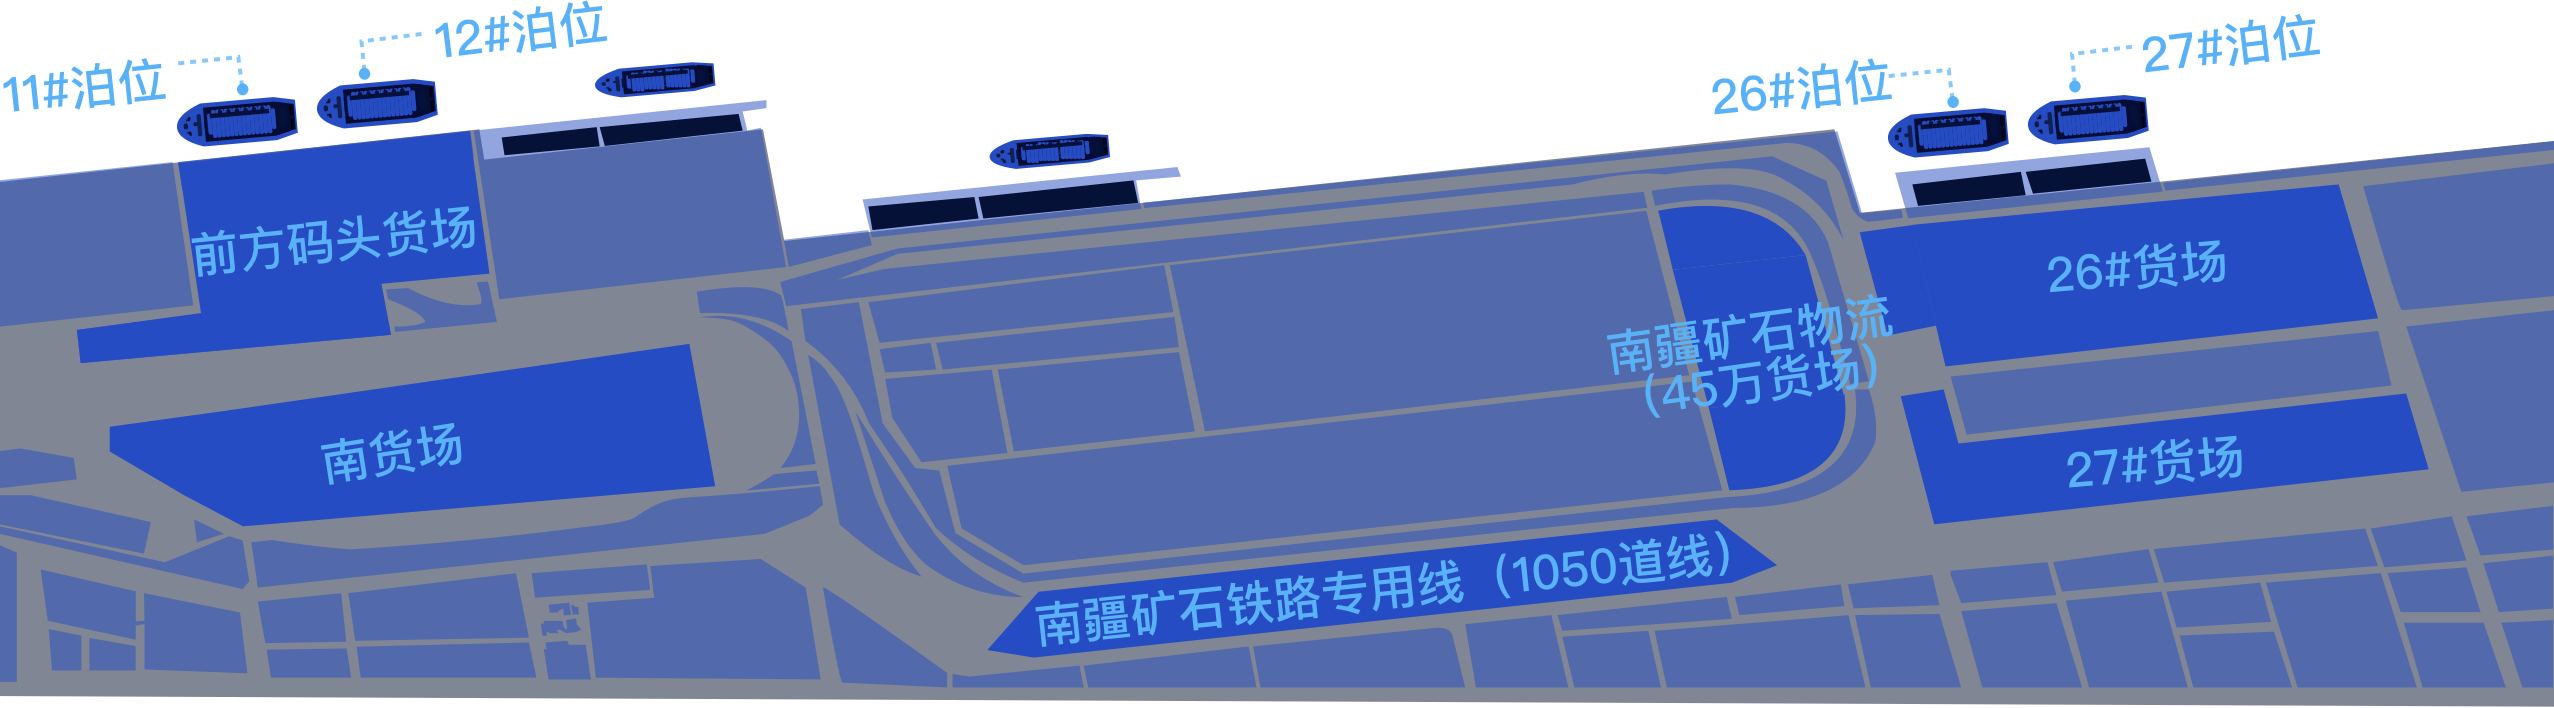 11#泊位
12#泊位
26#泊位
27#泊位
前方码头货场
26#货场
南疆矿石物流
（45万货场）
南货场
27#货场
南疆矿石铁路专用线（1050道线）